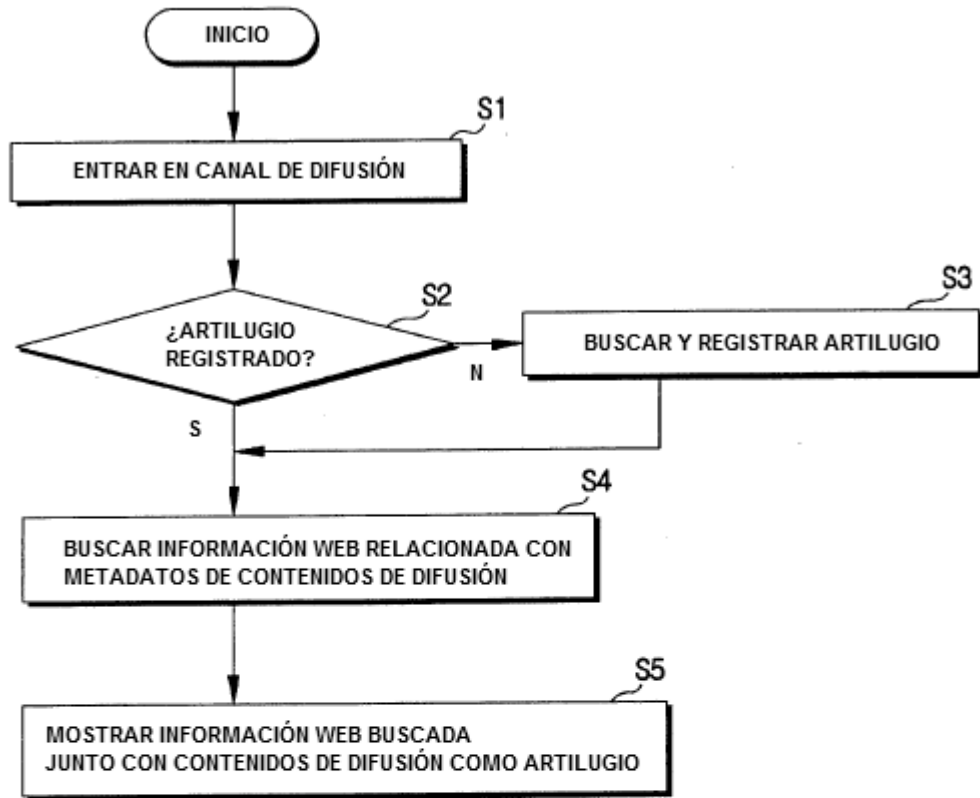 INICIO
S1
ENTRAR EN CANAL DE DIFUSIÓN
S2
¿ARTILUGIO
REGISTRADO?
N
S
S3
BUSCAR Y REGISTRAR ARTILUGIO
S4
BUSCAR INFORMACIÓN WEB RELACIONADA CON
METADATOS DE CONTENIDOS DE DIFUSIÓN
S5
MOSTRAR INFORMACIÓN WEB BUSCADA
JUNTO CON CONTENIDOS DE DIFUSIÓN COMO ARTILUGIO